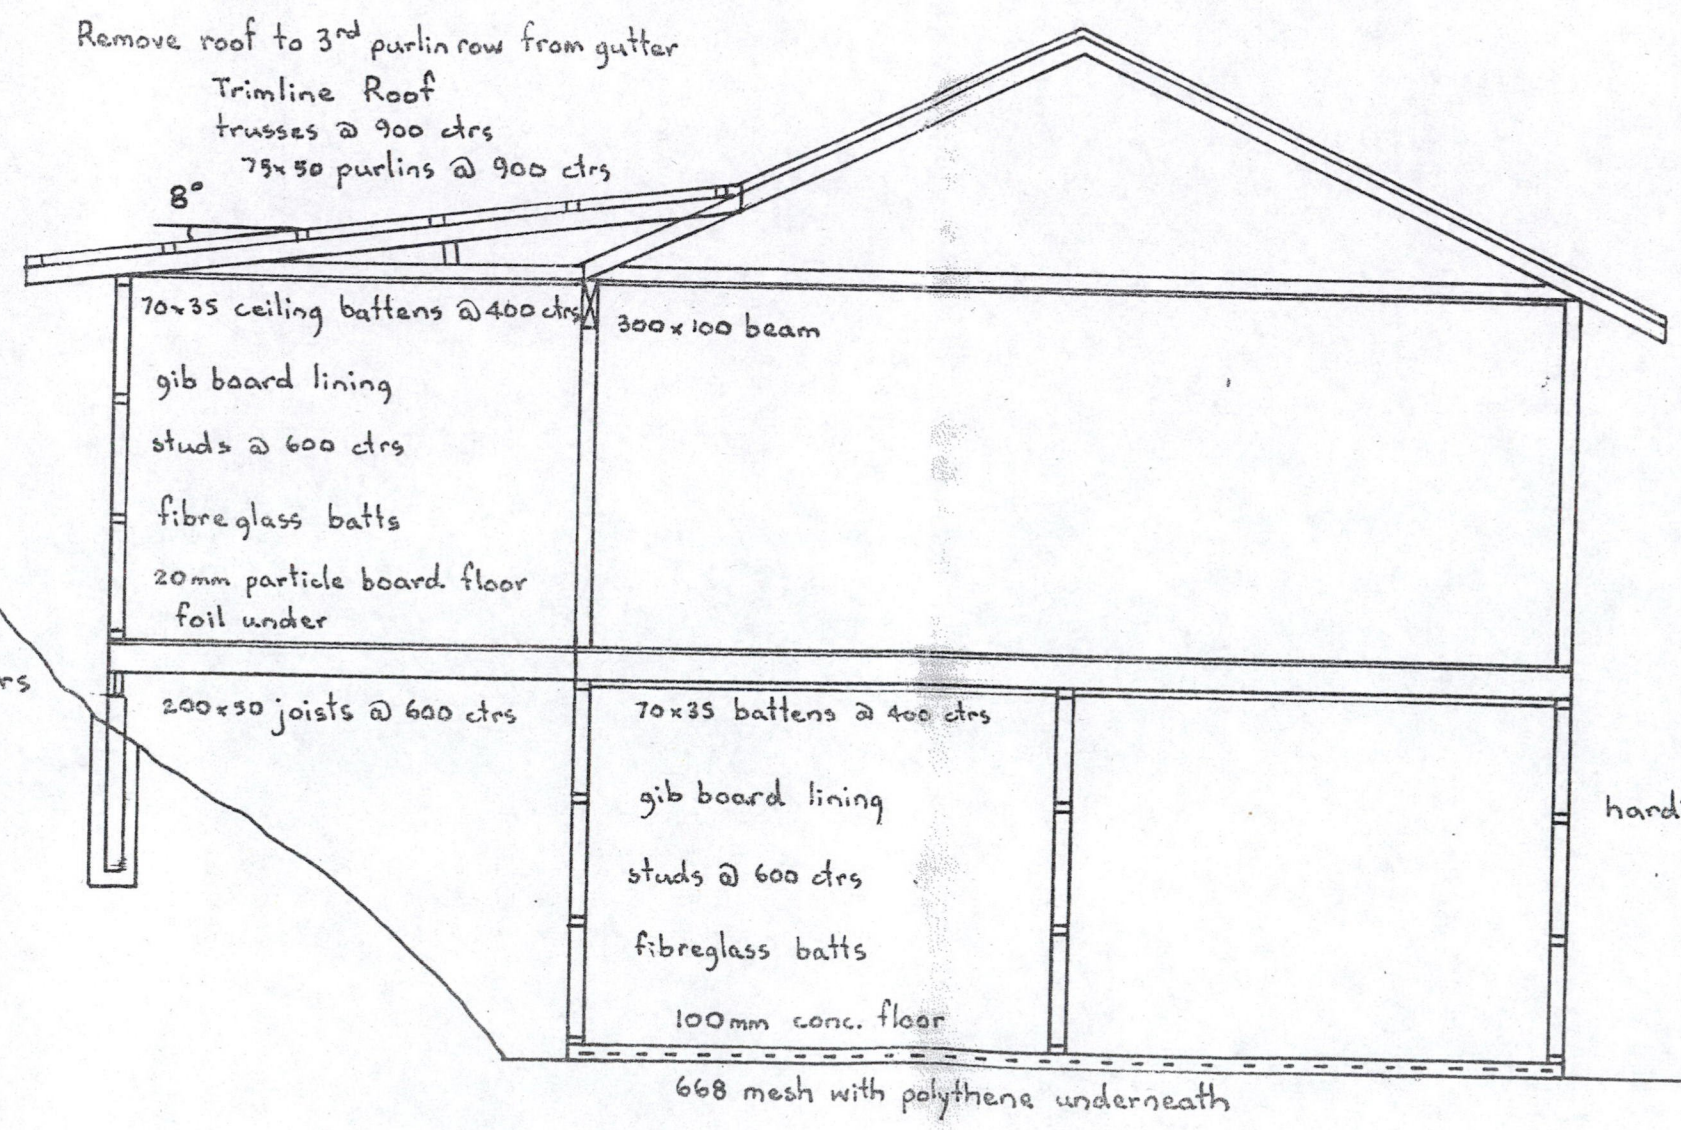 Remove roof to 3rd purlin row from gutter
Trimline Roof
trusses @ 900 ctrs
75x50 purlins @ 900 ctrs
8°
70x35 ceiling battens @ 400 ctrs
300x100 beam
gib board lining
studs @ 600 ctrs
fibreglass batts
20mm particle board floor
foil under
rs
200x50 joists @ 600 ctrs
70x35 battens @ 400 ctrs
gib board lining
hardi
studs @ 600 ctrs
fibreglass batts
100mm conc. floor
668 mesh with polythene underneath